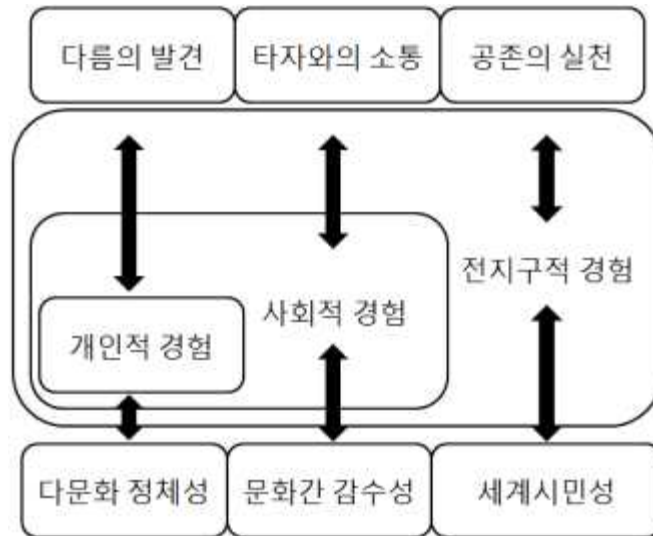 다름의 발견
타자와의 소통
공존의 실천
전지구적 경험
사회적 경험
개인적 경험
다문화 정체성
문화간 감수성
세계시민성